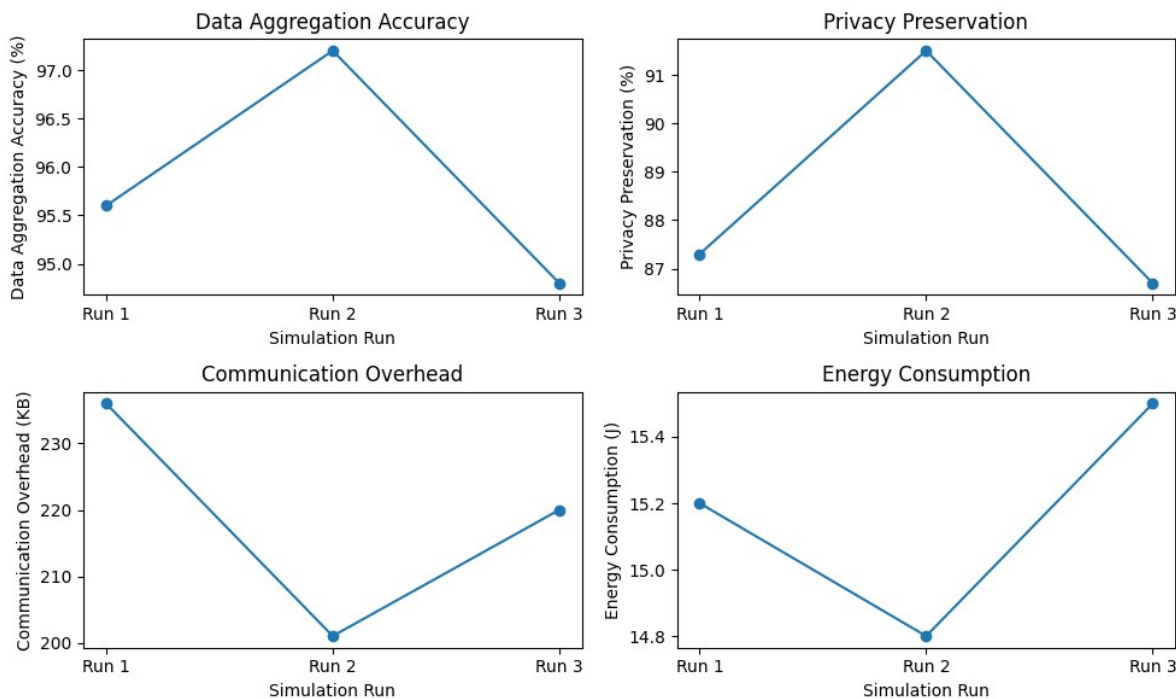 Data Aggregation Accuracy
Data Aggregation Accuracy (%)
97.0
96.5
96.0
95.5
95.0
Run 1 Run 2 Run 3
Simulation Run
Privacy Preservation
Privacy Preservation (%)
91
90
89
88
87
Run 1 Run 2 Run 3
Simulation Run
Communication Overhead
Communication Overhead (KB)
230
220
210
200
Run 1 Run 2 Run 3
Simulation Run
Energy Consumption
Energy Consumption (J)
15.4
15.2
15.0
14.8
Run 1 Run 2 Run 3
Simulation Run